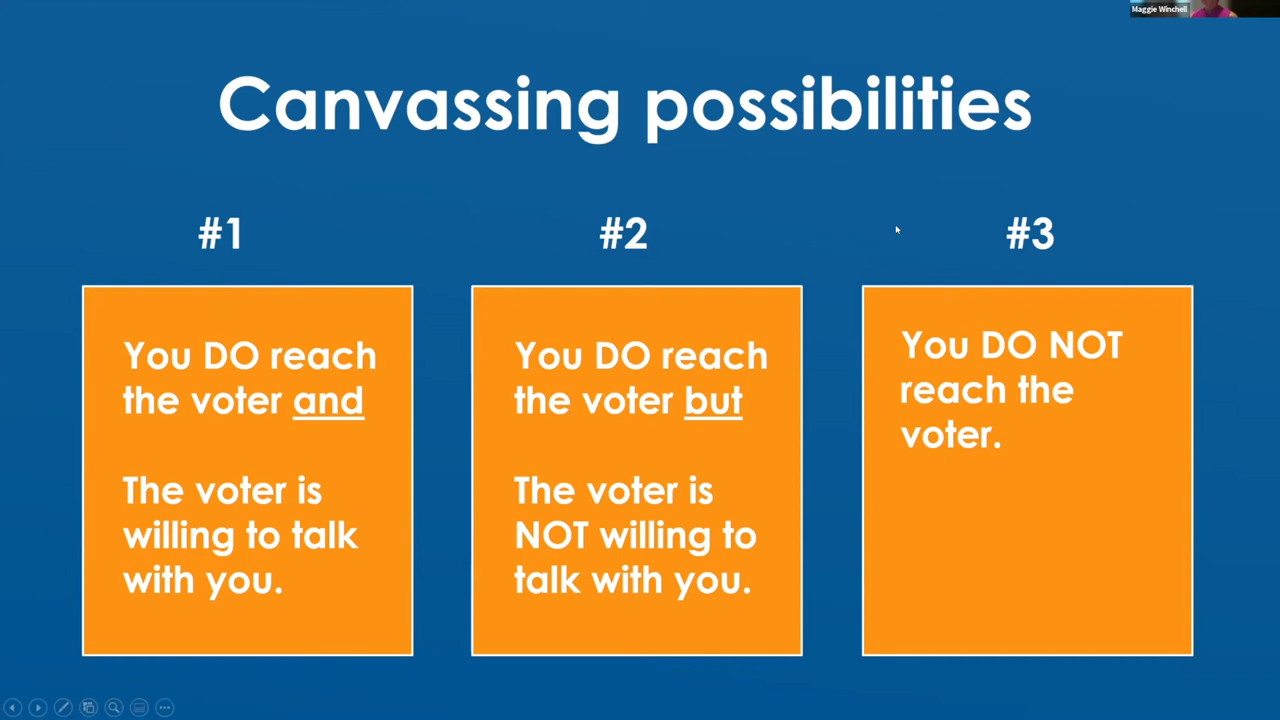 Maggie Winchell
Canvassing possibilities
#1
#2
#3
You DO reach
the voter and
The voter is
willing to talk
with you.
You DO reach
the voter but
The voter is
NOT willing to
talk with you.
You DO NOT
reach the
voter.